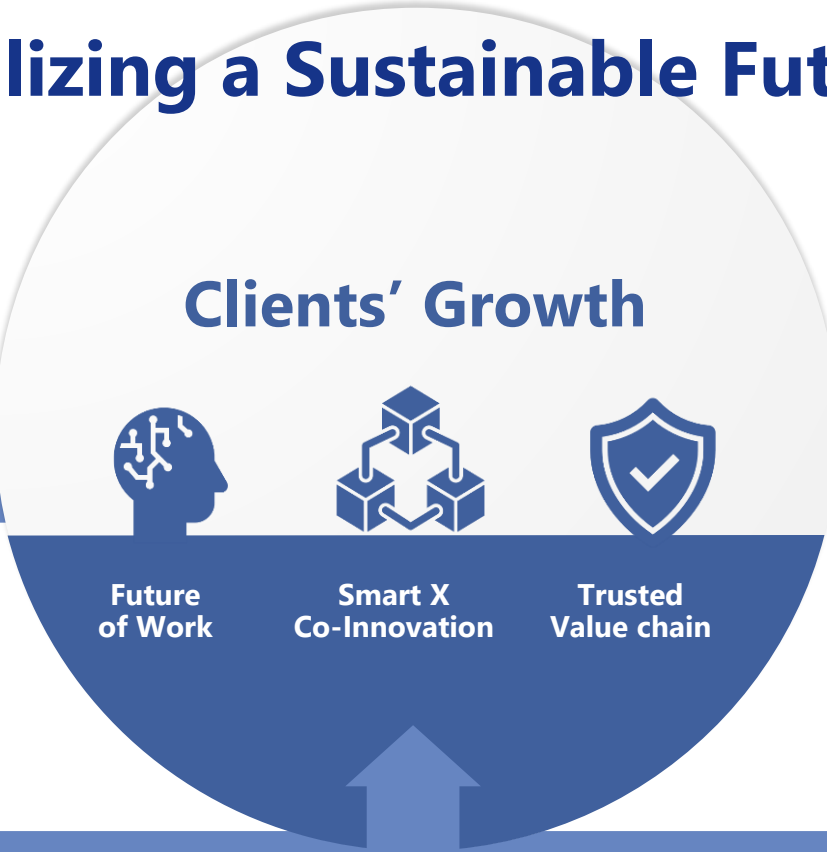 lizing a Sustainable Fut
Clients’ Growth
Future
of Work
Smart X
Co-Innovation
Trusted
Value chain